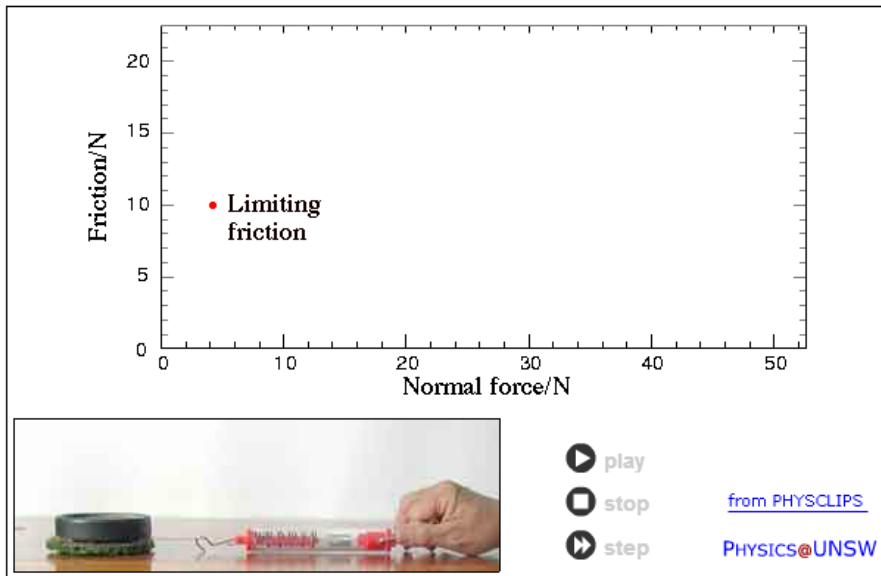 20
15
10
5
0
Friction/N
Limiting
friction
0 10 20 30 40 50
Normal force/N
play
stop
step
from PHYSCLIPS
PHYSICS@UNSW